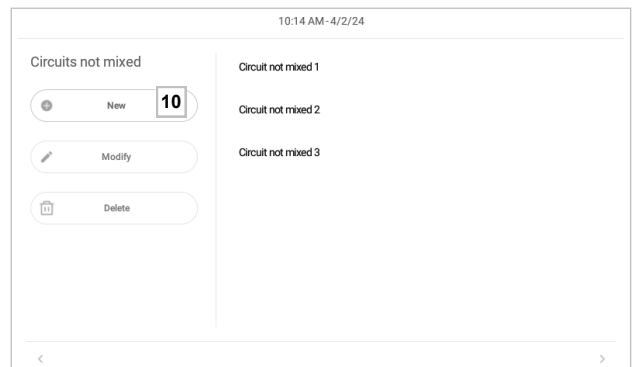 10:14 AM - 4/2/24
Circuits not mixed
New
10
Modify
Delete
Circuit not mixed 1
Circuit not mixed 2
Circuit not mixed 3